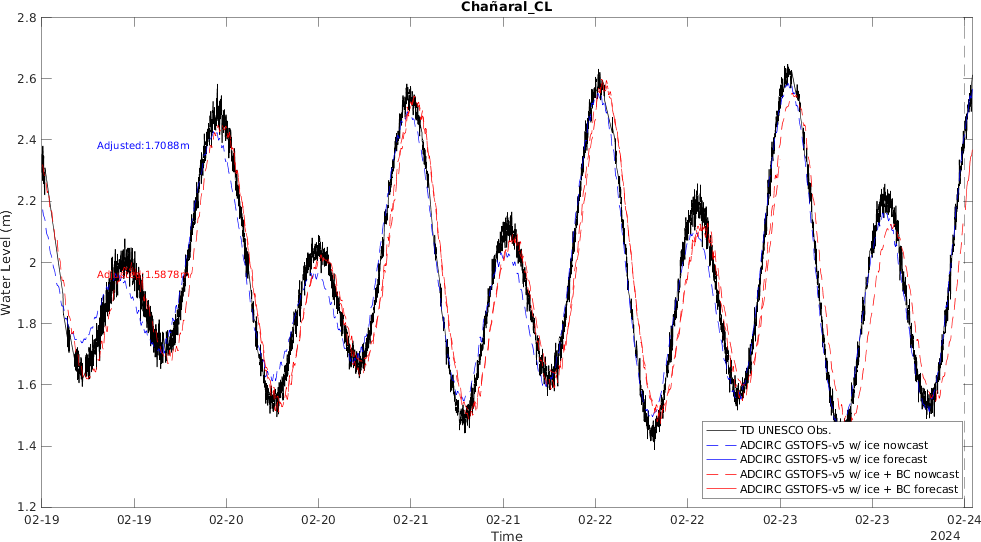 Chañaral_CL
2.8
2.6
2.4
2.2
2
1.8
1.6
1.4
1.2
Water Level (m)
Adjusted:1.7088m
Adjusted:1.5878m
TD UNESCO Obs.
ADCIRC GSTOFS-v5 w/ ice nowcast
ADCIRC GSTOFS-v5 w/ ice forecast
ADCIRC GSTOFS-v5 w/ ice + BC nowcast
ADCIRC GSTOFS-v5 w/ ice + BC forecast
02-19 02-19 02-20 02-20 02-21 02-21 02-22 02-22 02-23 02-23 02-24
Time
2024